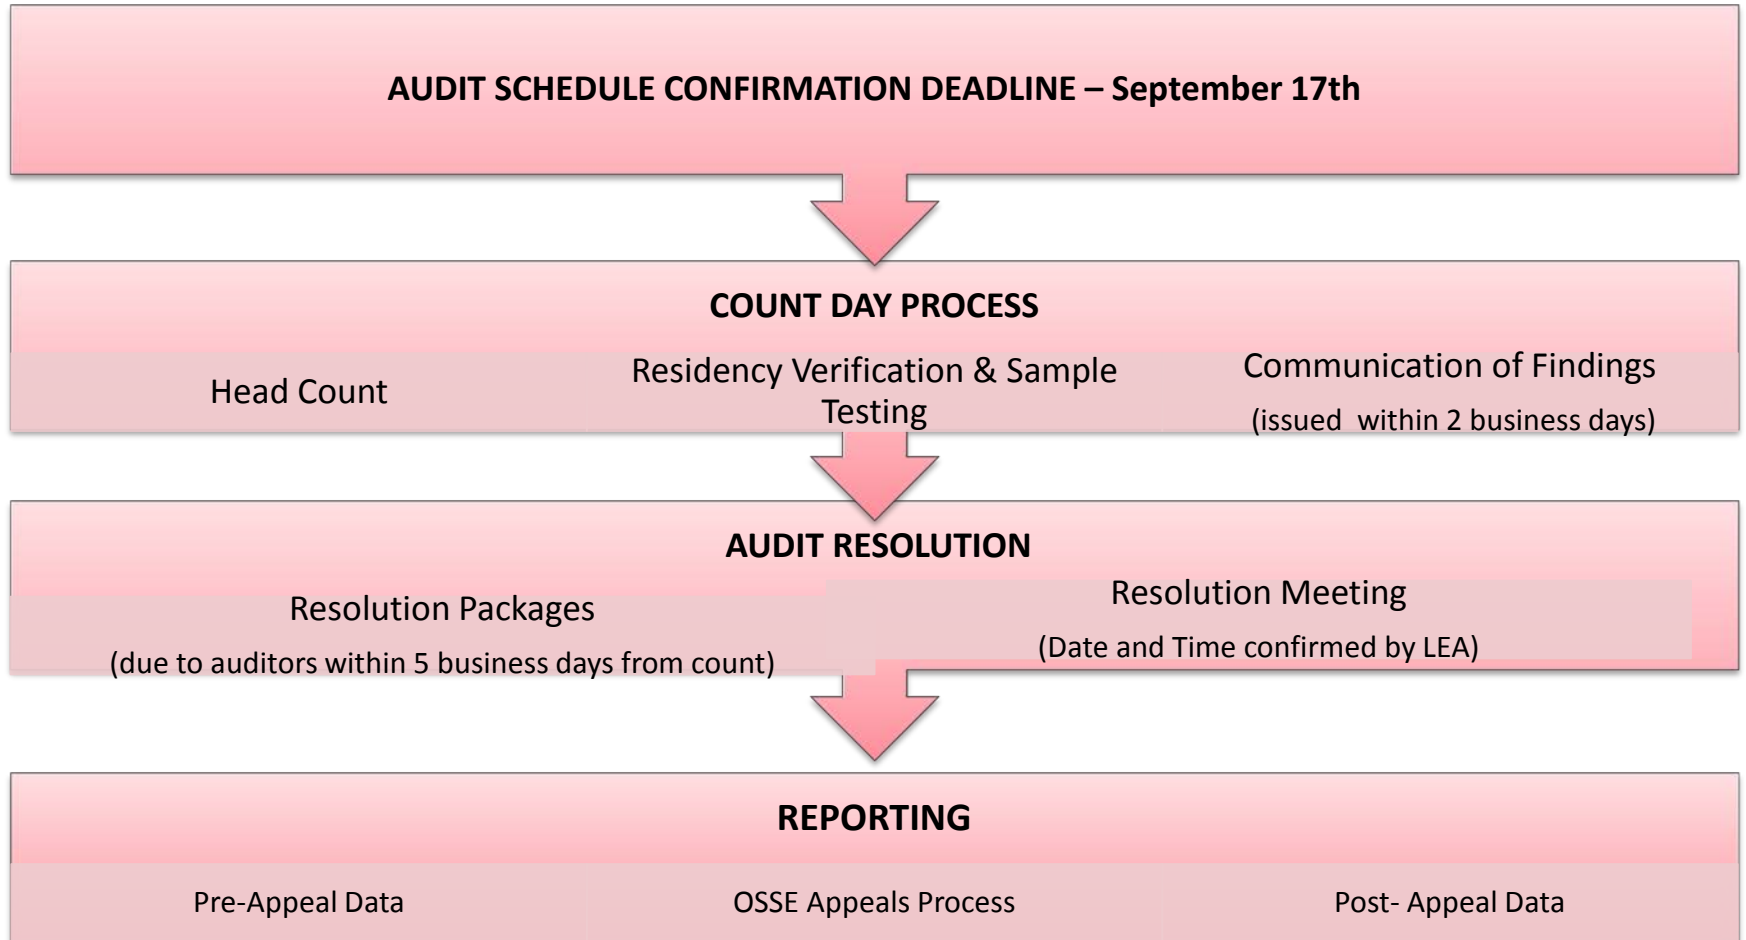 AUDIT SCHEDULE CONFIRMATION DEADLINE – September 17th
COUNT DAY PROCESS
Head Count
Residency Verification & Sample
Testing
Communication of Findings
(issued within 2 business days)
AUDIT RESOLUTION
Resolution Packages
(due to auditors within 5 business days from count)
Resolution Meeting
(Date and Time confirmed by LEA)
REPORTING
Pre-Appeal Data
OSSE Appeals Process
Post- Appeal Data